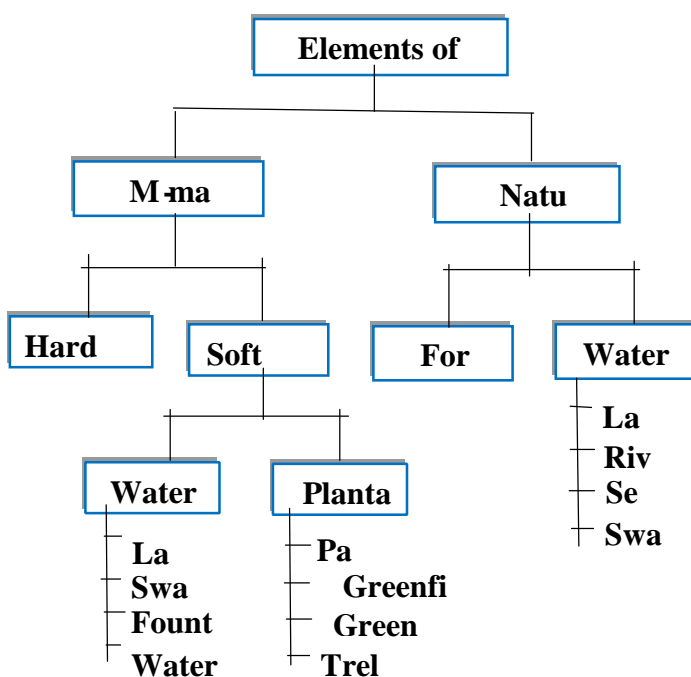 Elements of
M-ma
Natu
Hard
Soft
For
Water
Water
La
Swa
Fount
Water
Planta
Pa
Greenfi
Green
Trel
La
Riv
Se
Swa